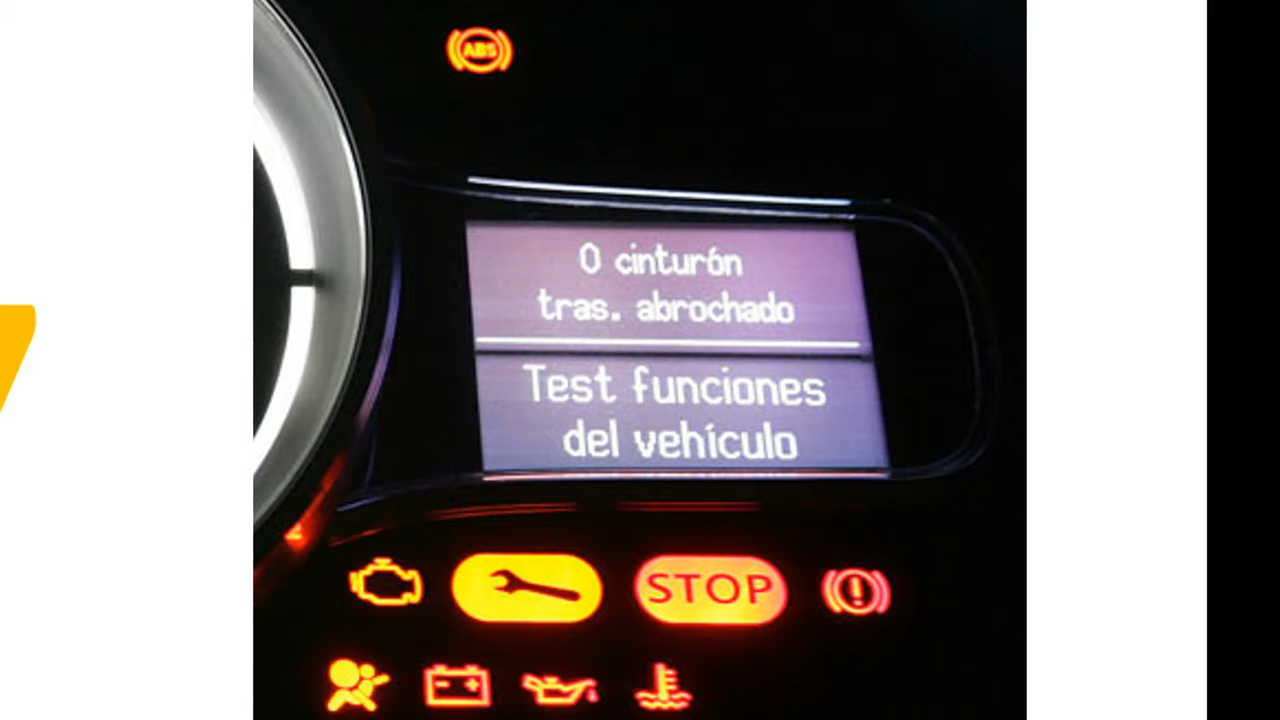 ABS
0 cinturón
tras. abrochado
Test funciones
del vehículo
STOP